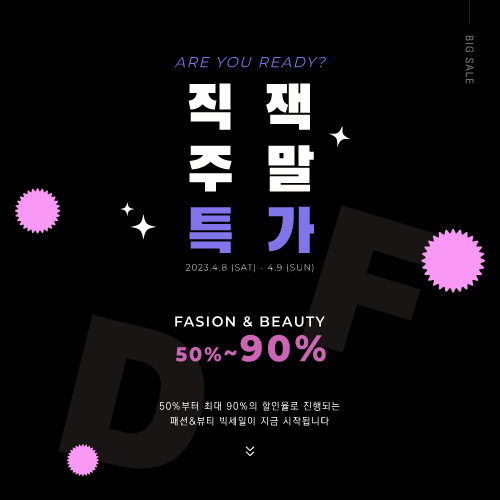 ARE YOU READY?
직 잭
주 말
특 가
2023.4.8 (SAT) - 4.9 (SUN)
BIG SALE
D F
FASION & BEAUTY
50%~90%
50%부터 최대 90%의 할인율로 진행되는
패션&뷰티 빅세일이 지금 시작됩니다